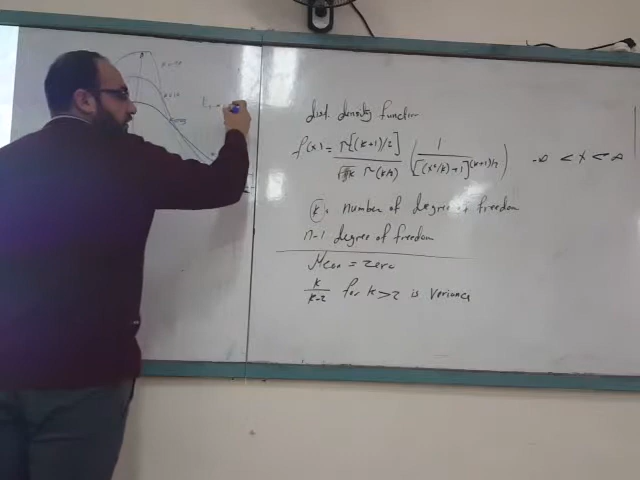 dist. density function
f(x) = Γ[(k+1)/2] / √πk Γ(k/2) ( 1 / [(x²/k)+1]^(k+1)/2 ) -∞ < x < ∞
k: number of degree of freedom
n-1 degree of freedom
Mean = zero
k/k-2 for k>2 is variance